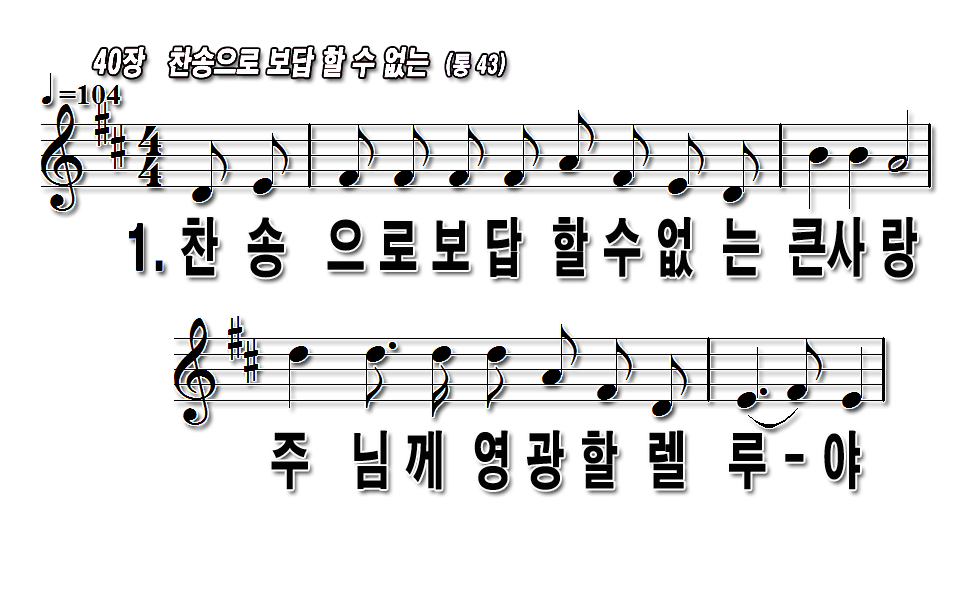 40장 찬송으로 보답 할 수 없는 (통 43)
♩=104
4
4
1. 찬 송 으 로 보 답 할 수 없 는 큰 사 랑
주 님 께 영 광 할 렐 루 - 야